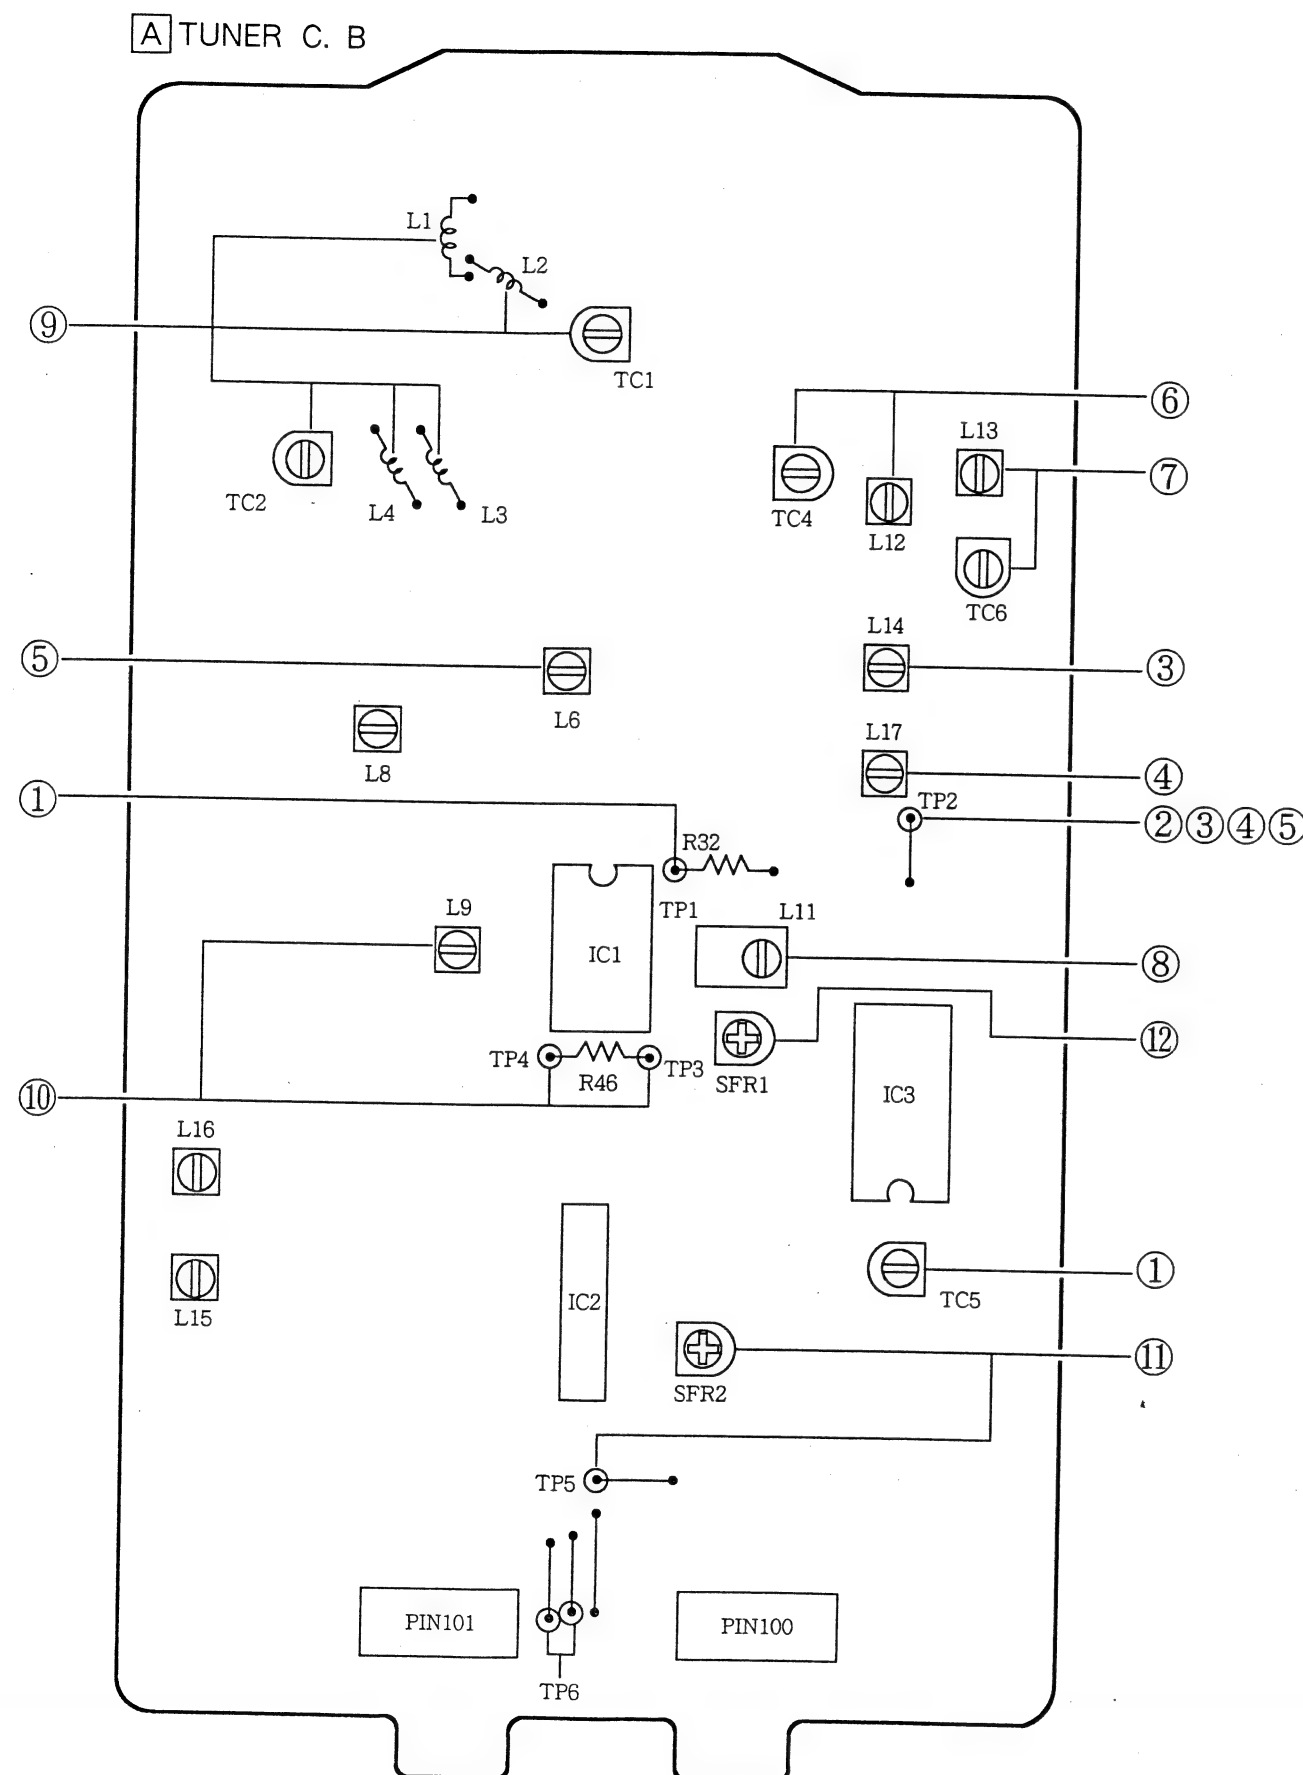 A TUNER C. B
L1
L2
⑨
TC1
⑥
L13
⑦
TC2
L4
L3
TC4
L12
TC6
L14
⑤
③
L6
L17
L8
④
①
TP2
②③④⑤
R32
L9
TP1
L11
IC1
⑧
TP4
R46
TP3
SFR1
⑫
IC3
⑩
L16
L15
IC2
TC5
①
SFR2
⑪
TP5
PIN101
PIN100
TP6